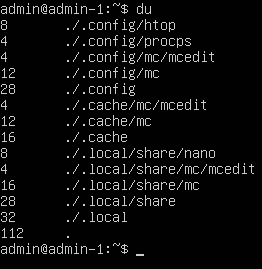 admin@admin-1:~$ du
8       ./.config/htop
4       ./.config/procps
4       ./.config/mc/mcedit
12      ./.config/mc
28      ./.config
4       ./.cache/mc/mcedit
12      ./.cache/mc
16      ./.cache
8       ./.local/share/nano
4       ./.local/share/mc/mcedit
16      ./.local/share/mc
28      ./.local/share
32      ./.local
112     .
admin@admin-1:~$ _